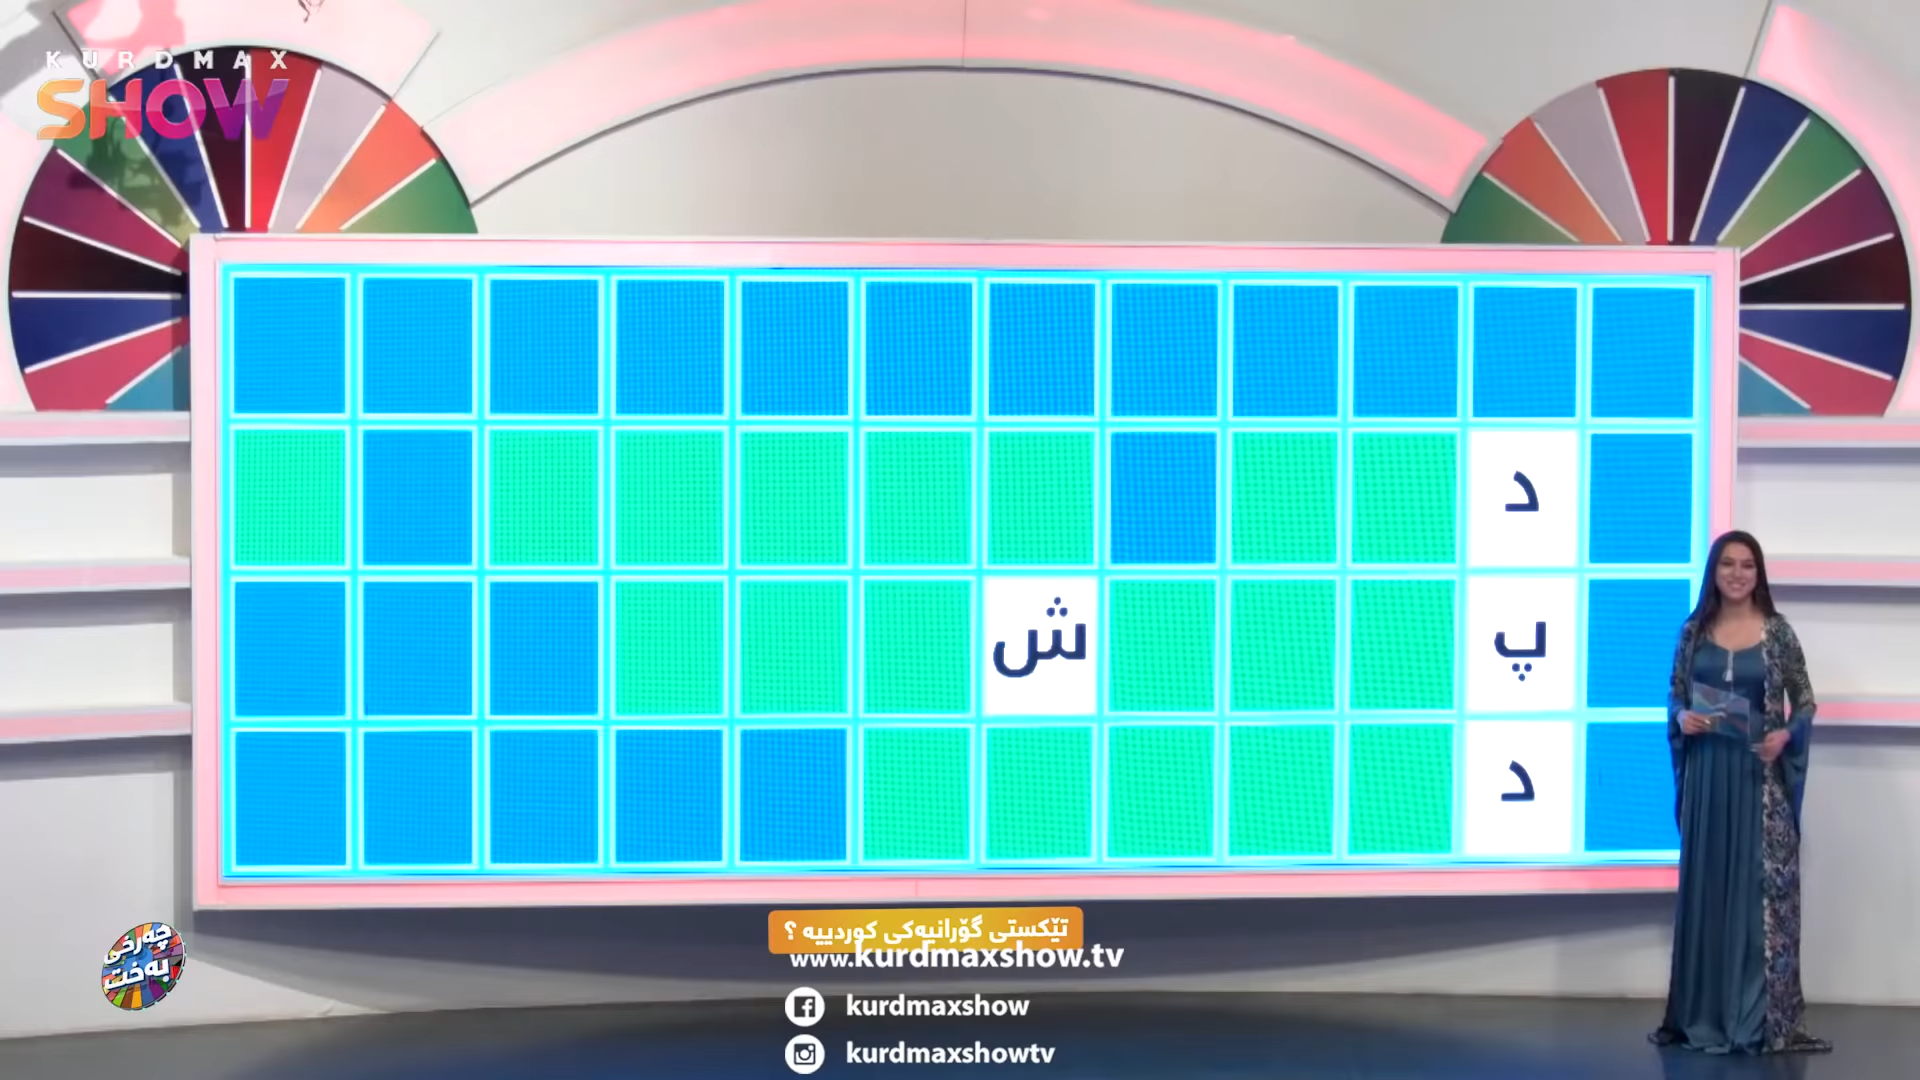 KURDMAX
SHOW
د
ش
پ
د
تێکستی گۆرانیەکی کوردییە ؟
www.kurdmaxshow.tv
چەرخی
بەخت
kurdmaxshow
kurdmaxshowtv